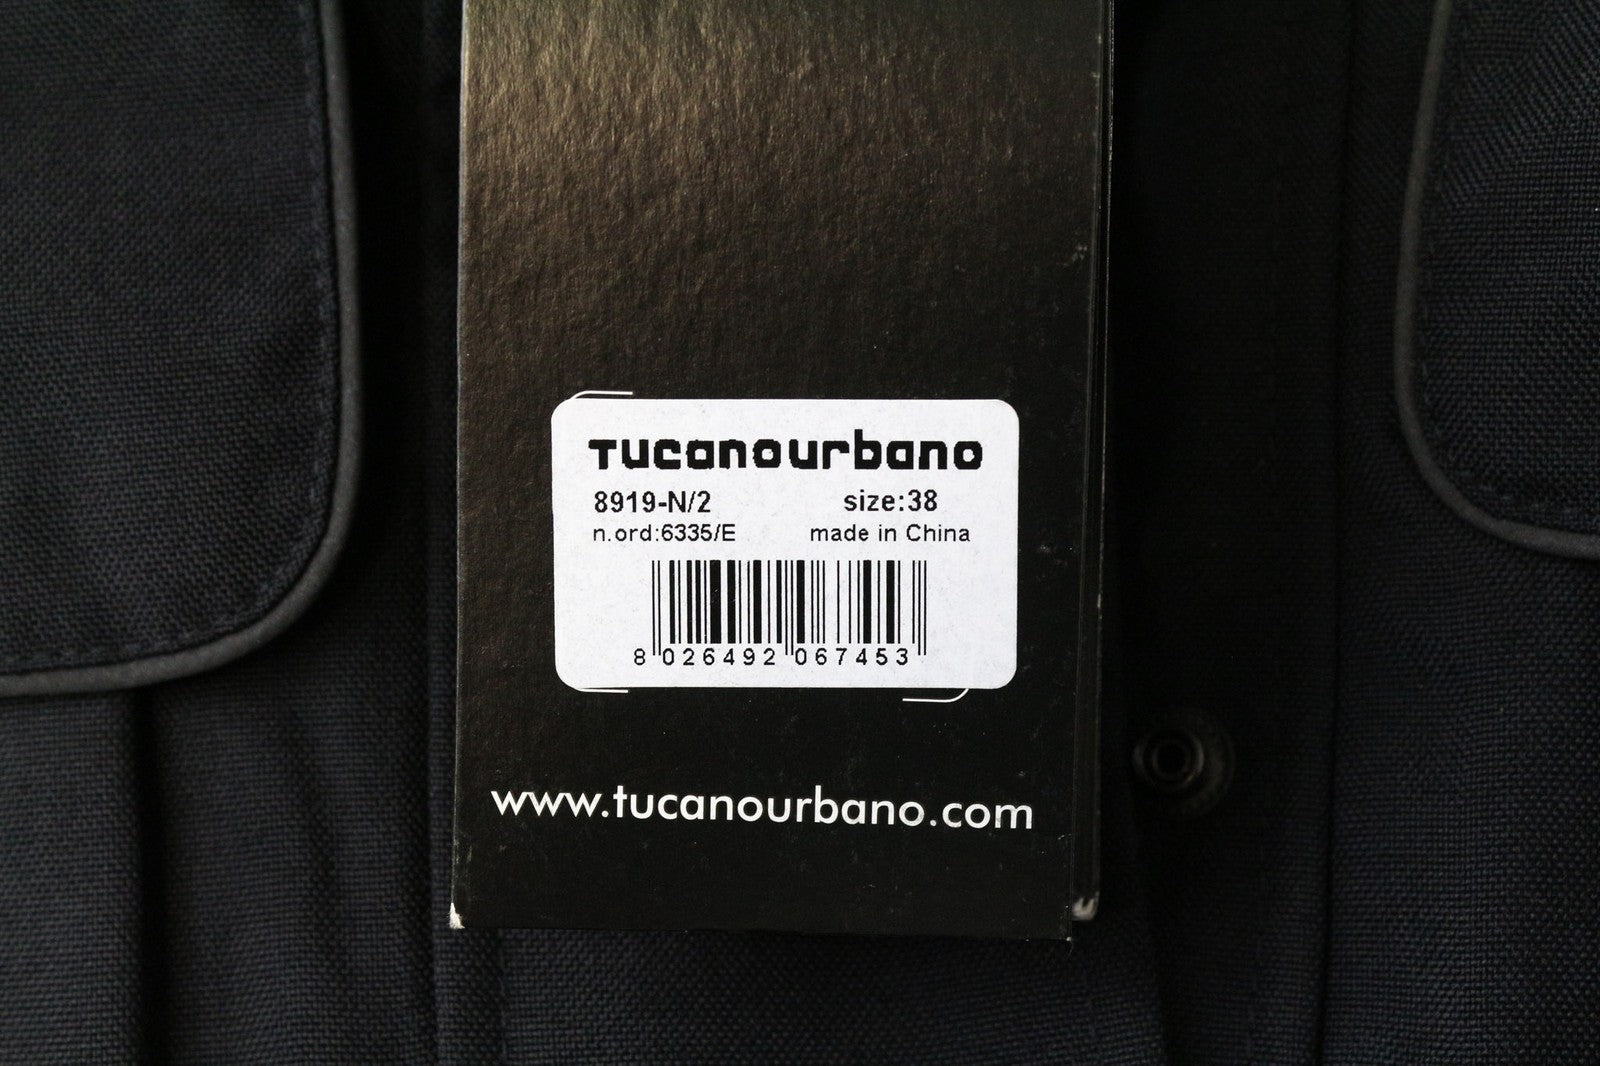 Tucanourbano
8919-N/2 size:38
n.ord:6335/E made in China
8 026492 067453
www.tucanourbano.com